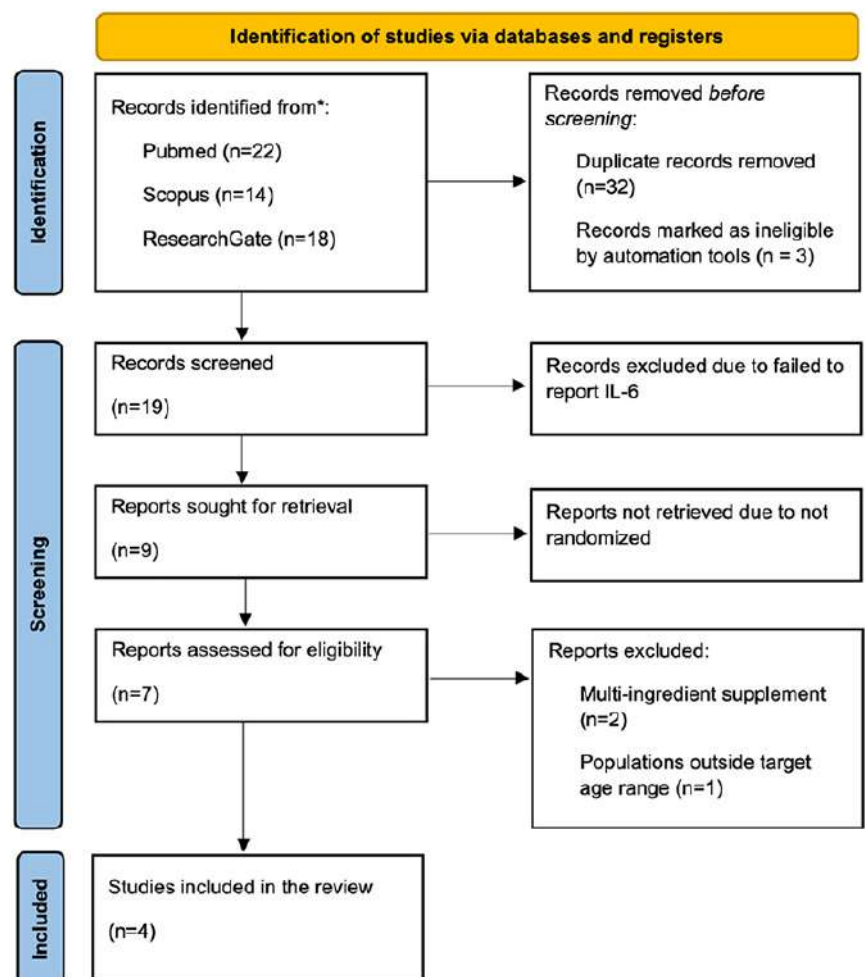 Identification of studies via databases and registers
Identification
Records identified from*:
Pubmed (n=22)
Scopus (n=14)
ResearchGate (n=18)
Records removed before
screening:
Duplicate records removed
(n=32)
Records marked as ineligible
by automation tools (n = 3)
Screening
Records screened
(n=19)
Records excluded due to failed to
report IL-6
Reports sought for retrieval
(n=9)
Reports not retrieved due to not
randomized
Reports assessed for eligibility
(n=7)
Reports excluded:
Multi-ingredient supplement
(n=2)
Populations outside target
age range (n=1)
Included
Studies included in the review
(n=4)